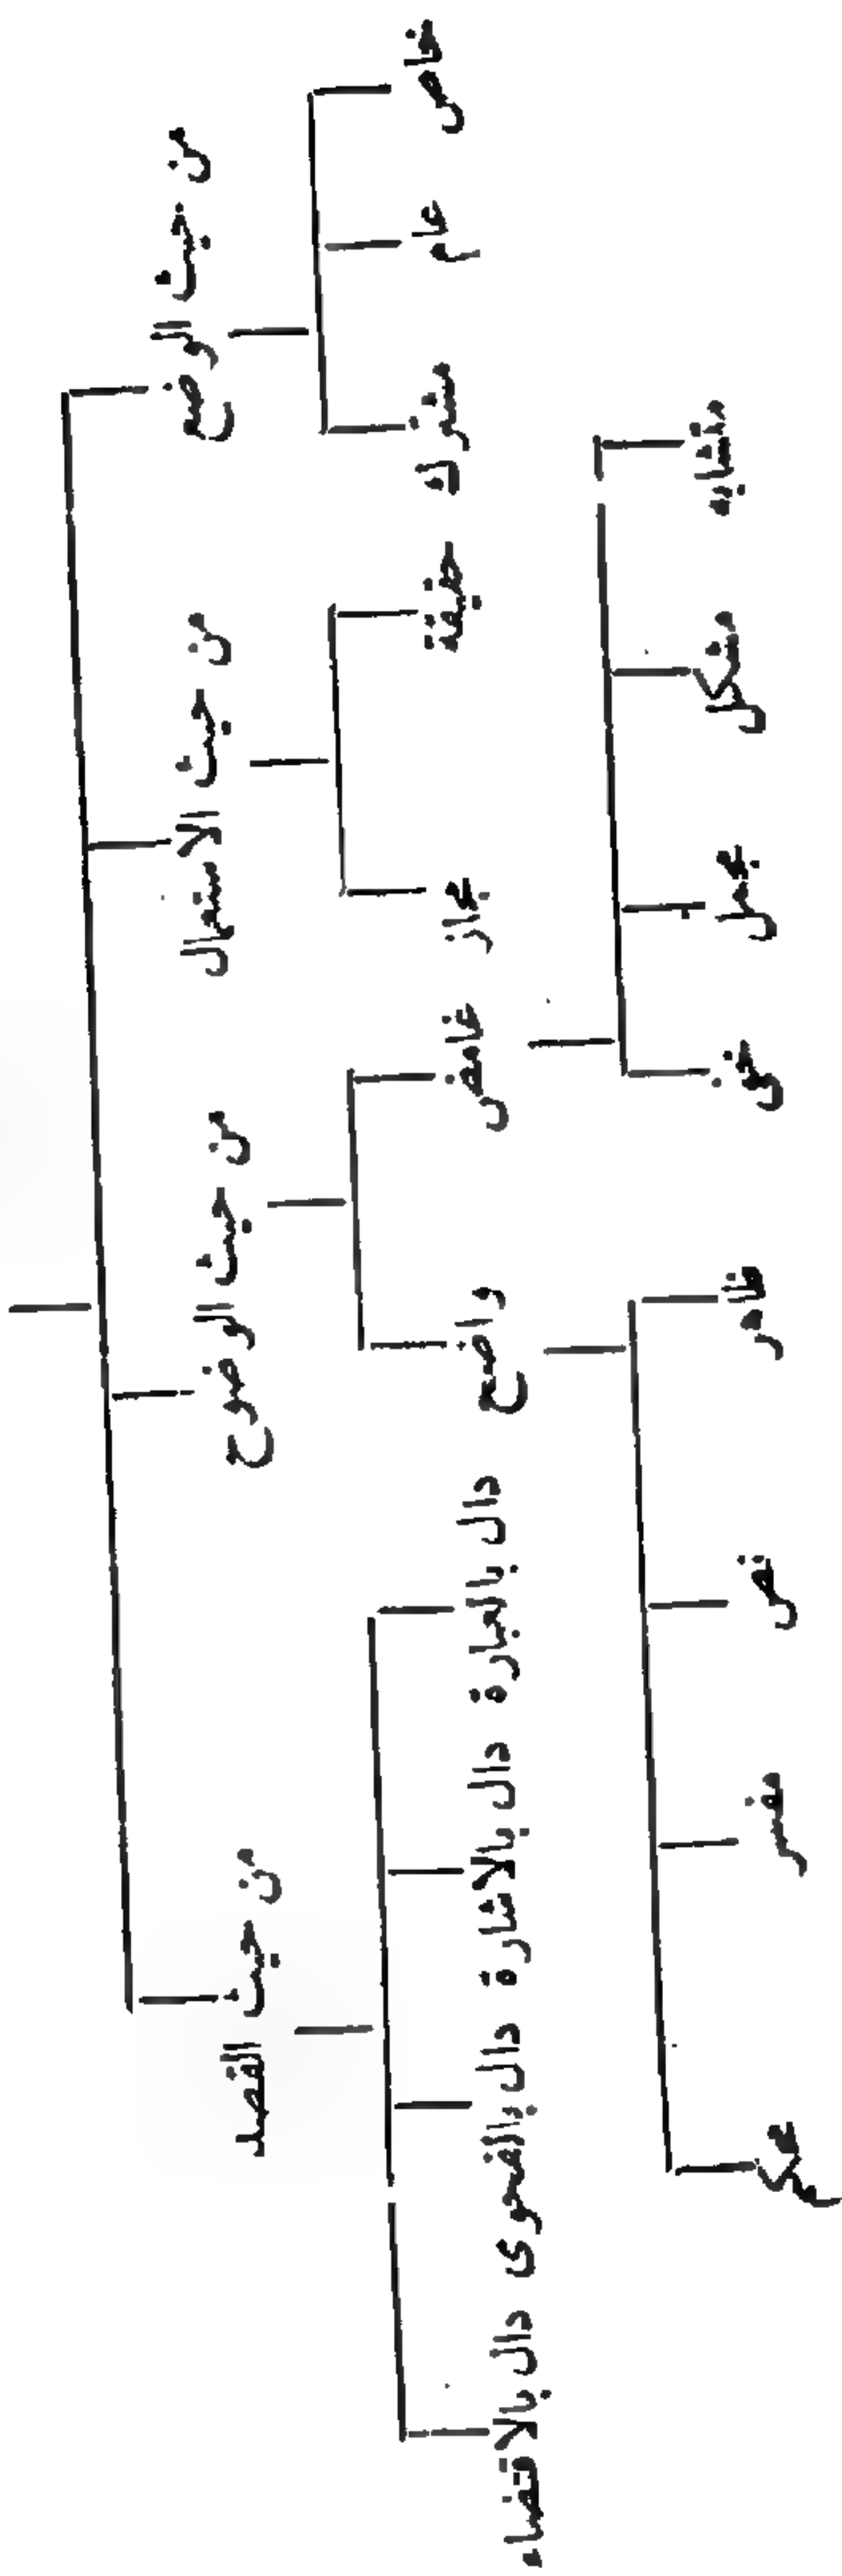 من حيث الوضع
من حيث الاستعمال
من حيث الوضوح
من حيث القصد
خاص
عام
مشترك
حقيقة
مجاز
غامض
واضح
دال بالعبارة
دال بالاشارة
دال بالفحوى
دال بالاقتضاء
متشابه
مشكل
مجمل
خفي
ظاهر
نص
مفسر
محكم